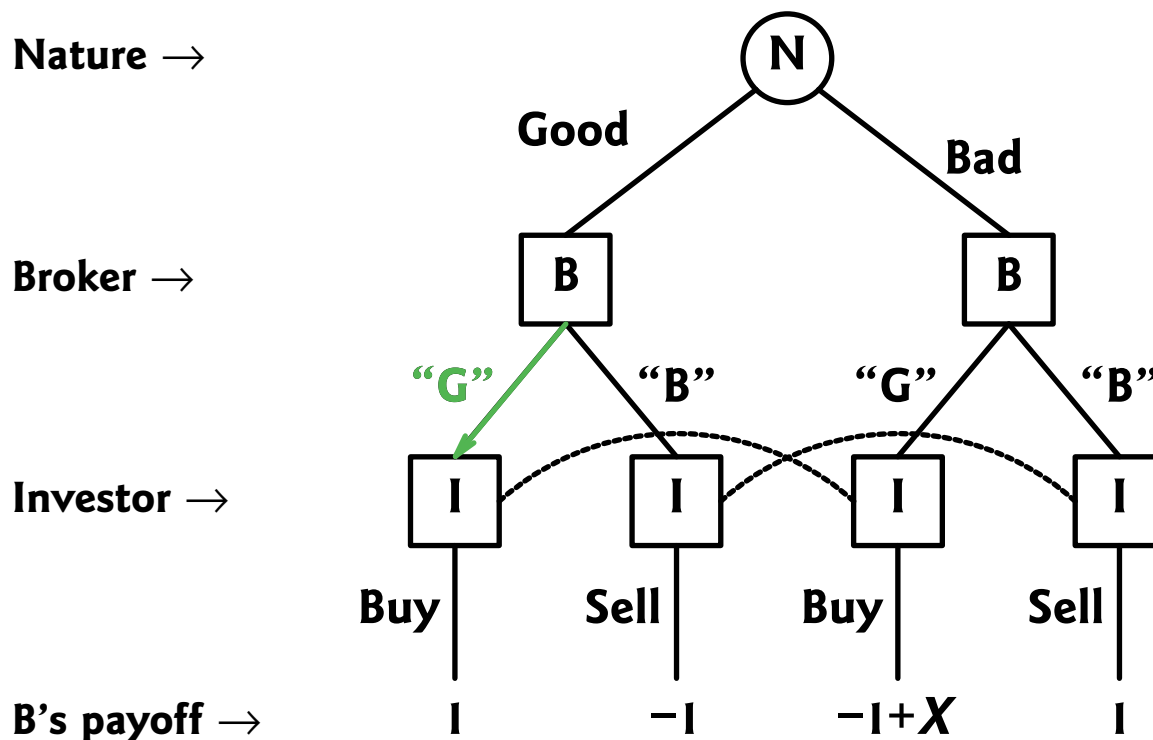 Nature → N
Good Bad
Broker → B B
“G” “B” “G” “B”
Investor → I I I I
Buy Sell Buy Sell
B’s payoff → 1 −1 −1+X 1